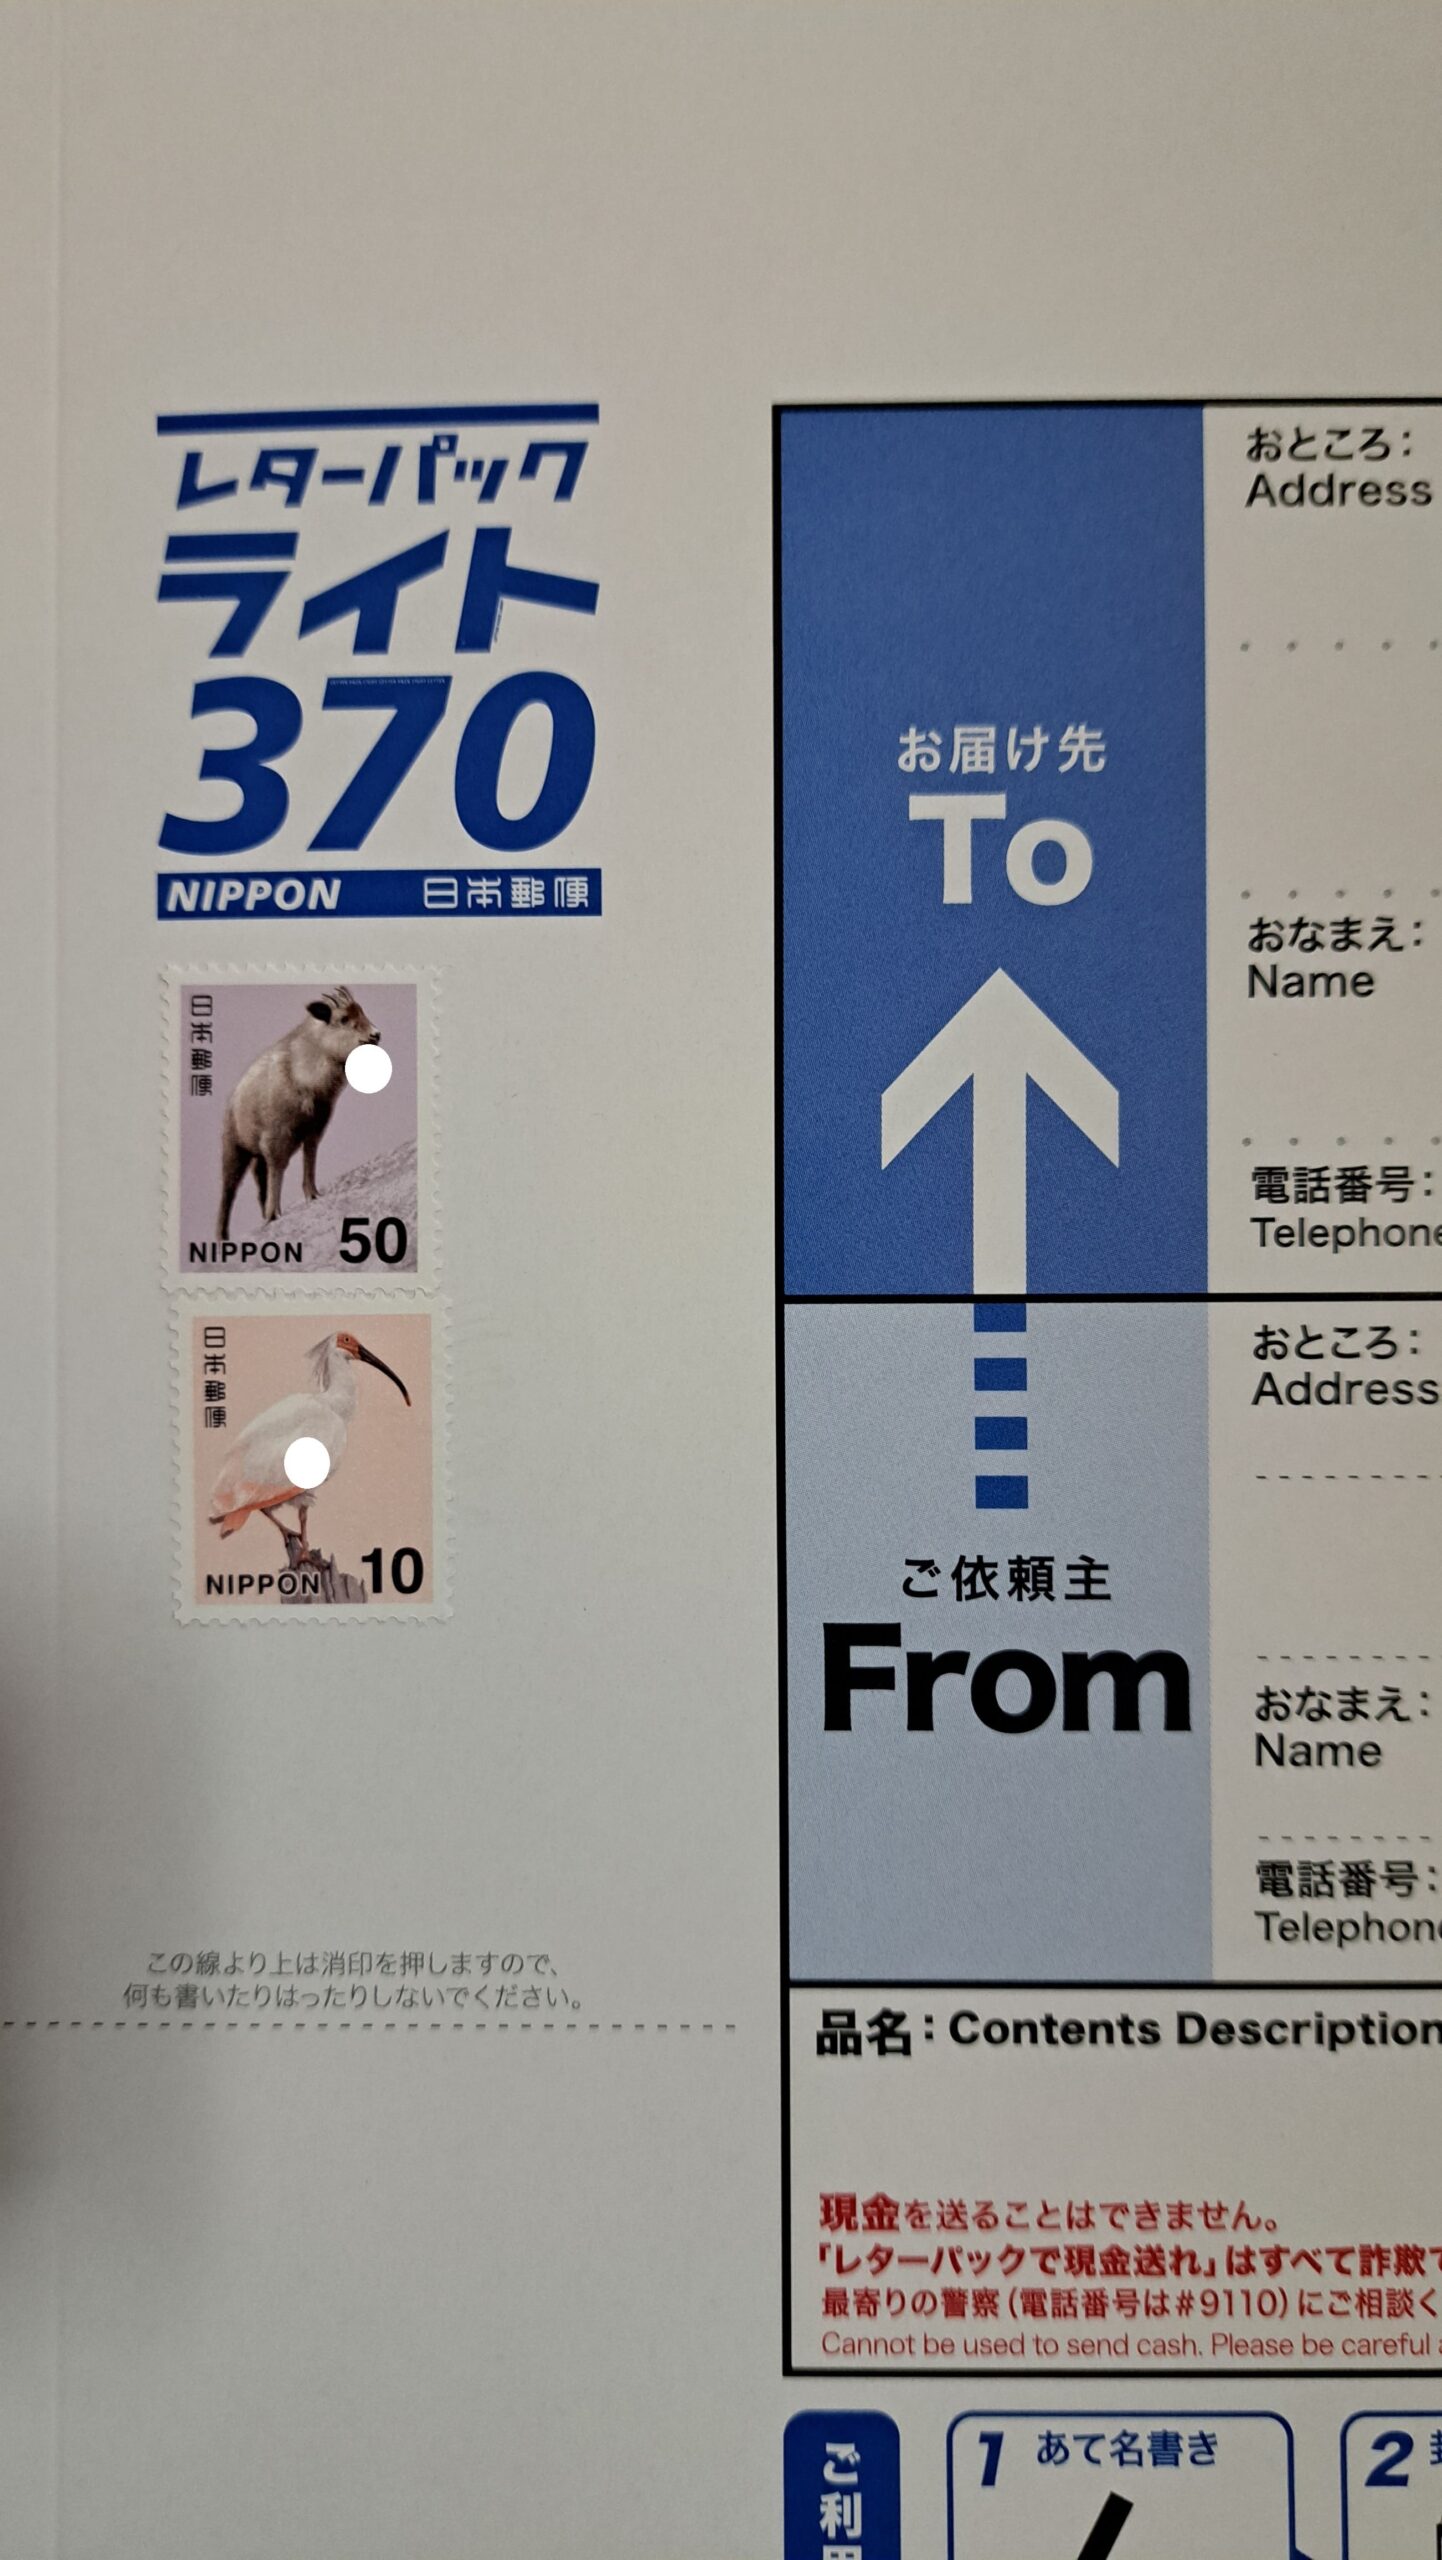 レターパック
ライト
370
NIPPON 日本郵便
日本郵便
NIPPON 50
日本郵便
NIPPON 10
この線より上は消印を押しますので、
何も書いたりはったりしないでください。
お届け先
To
おところ:
Address
おなまえ:
Name
電話番号:
Telephone
ご依頼主
From
おところ:
Address
おなまえ:
Name
電話番号:
Telephone
品名:Contents Description
現金を送ることはできません。
「レターパックで現金送れ」はすべて詐欺で
最寄りの警察(電話番号は#9110)にご相談く
Cannot be used to send cash. Please be careful
ご利用
1 あて名書き
2